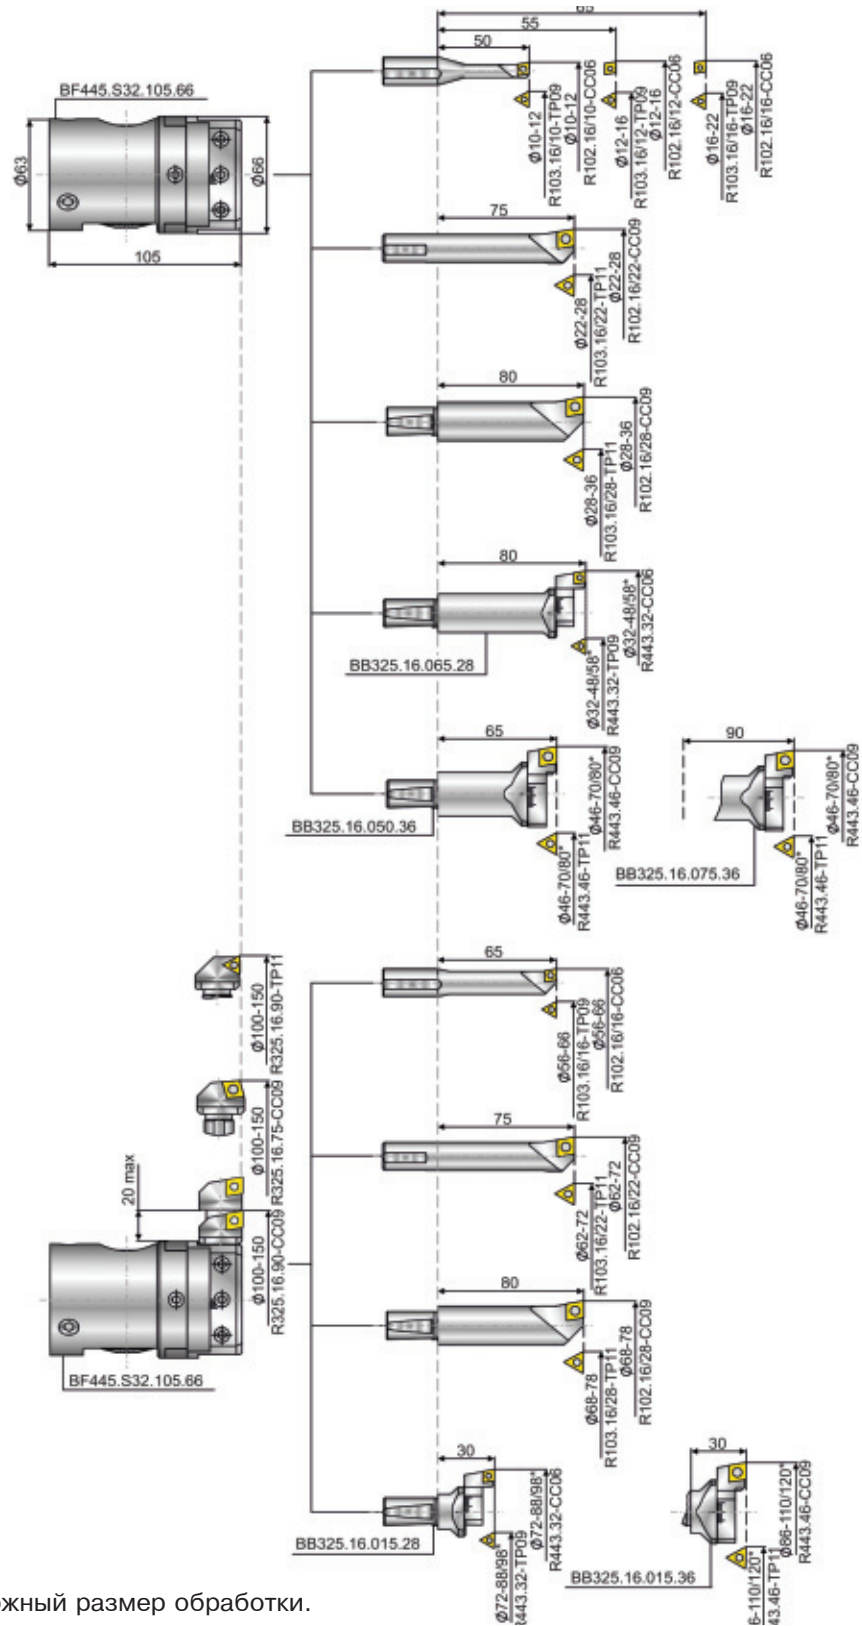 65
55
50
BF445.S32.105.66
Ø63
Ø66
105
Ø10-12
R103.16/10-TP09
Ø10-12
R102.16/10-CC06
Ø12-16
R103.16/12-TP09
Ø12-16
R102.16/12-CC06
Ø16-22
R103.16/16-TP09
Ø16-22
R102.16/16-CC06
75
Ø22-28
R103.16/22-TP11
Ø22-28
R102.16/22-CC09
80
Ø28-36
R103.16/28-TP11
Ø28-36
R102.16/28-CC09
80
BB325.16.065.28
Ø32-48/58*
R443.32-TP09
Ø32-48/58*
R443.32-CC06
65
BB325.16.050.36
Ø46-70/80*
R443.46-TP11
Ø46-70/80*
R443.46-CC09
90
BB325.16.075.36
Ø46-70/80*
R443.46-TP11
Ø46-70/80*
R443.46-CC09
Ø100-150
R325.16.90-TP11
Ø100-150
R325.16.75-CC09
20 max
Ø100-150
R325.16.90-CC09
BF445.S32.105.66
65
Ø56-66
R103.16/16-TP09
Ø56-66
R102.16/16-CC06
75
Ø62-72
R103.16/22-TP11
Ø62-72
R102.16/22-CC09
80
Ø68-78
R103.16/28-TP11
Ø68-78
R102.16/28-CC09
30
BB325.16.015.28
Ø72-88/98*
R443.32-TP09
Ø72-88/98*
R443.32-CC06
30
BB325.16.015.36
6-110/120*
43.46-TP11
Ø86-110/120*
R443.46-CC09
жный размер обработки.